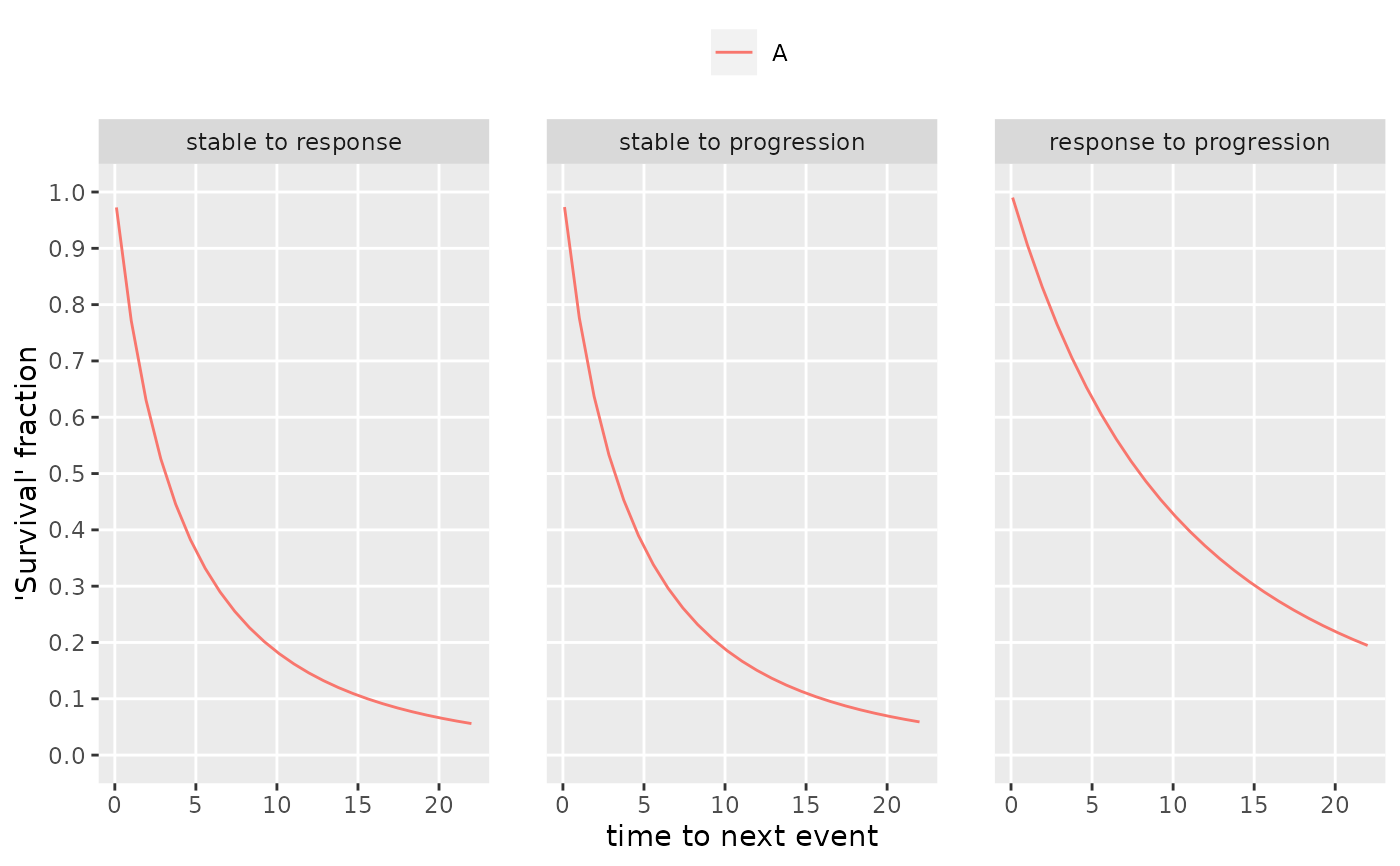 A
stable to response
stable to progression
response to progression
'Survival' fraction
1.0
0.9
0.8
0.7
0.6
0.5
0.4
0.3
0.2
0.1
0.0
0 5 10 15 20
0 5 10 15 20
0 5 10 15 20
time to next event